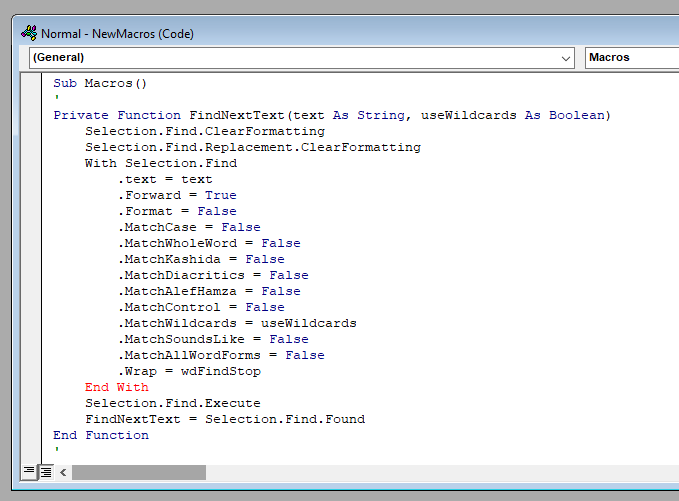 Normal - NewMacros (Code)
(General)
Macros
Sub Macros()
'
Private Function FindNextText(text As String, useWildcards As Boolean)
    Selection.Find.ClearFormatting
    Selection.Find.Replacement.ClearFormatting
    With Selection.Find
        .text = text
        .Forward = True
        .Format = False
        .MatchCase = False
        .MatchWholeWord = False
        .MatchKashida = False
        .MatchDiacritics = False
        .MatchAlefHamza = False
        .MatchControl = False
        .MatchWildcards = useWildcards
        .MatchSoundsLike = False
        .MatchAllWordForms = False
        .Wrap = wdFindStop
    End With
    Selection.Find.Execute
    FindNextText = Selection.Find.Found
End Function
'